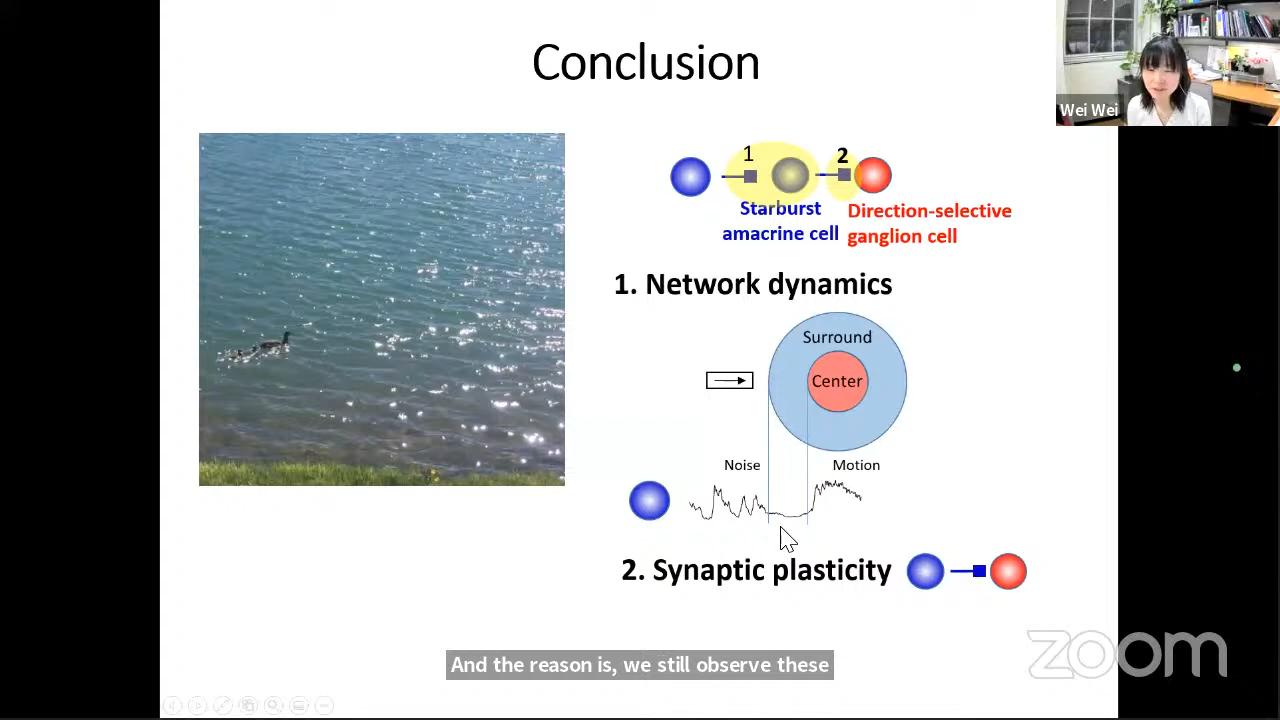 Conclusion
Wei Wei
1
2
Starburst
amacrine cell
Direction-selective
ganglion cell
1. Network dynamics
Surround
Center
Noise
Motion
2. Synaptic plasticity
And the reason is, we still observe these
zoom